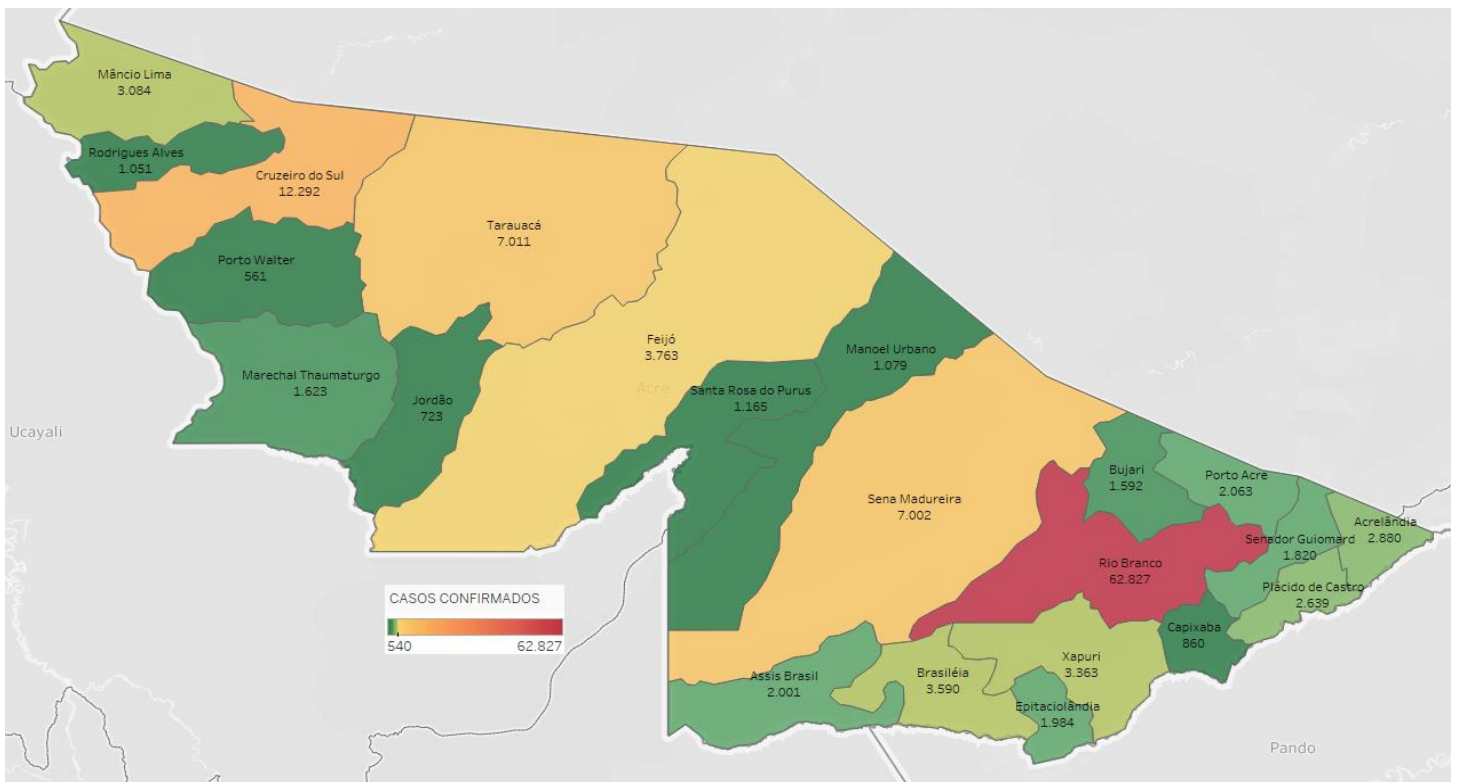 Mâncio Lima
3.084
Rodrigues Alves
1.051
Cruzeiro do Sul
12.292
Tarauacá
7.011
Porto Walter
561
Feijó
3.763
Acre
Manoel Urbano
1.079
Marechal Thaumaturgo
1.623
Jordão
723
Santa Rosa do Purus
1.165
Ucayali
Sena Madureira
7.002
Bujari
1.592
Porto Acre
2.063
Acrelândia
2.880
Senador Guiomard
1.820
Rio Branco
62.827
Plácido de Castro
2.639
CASOS CONFIRMADOS
540 62.827
Capixaba
860
Xapuri
3.363
Brasiléia
3.590
Assis Brasil
2.001
Epitaciolândia
1.984
Pando